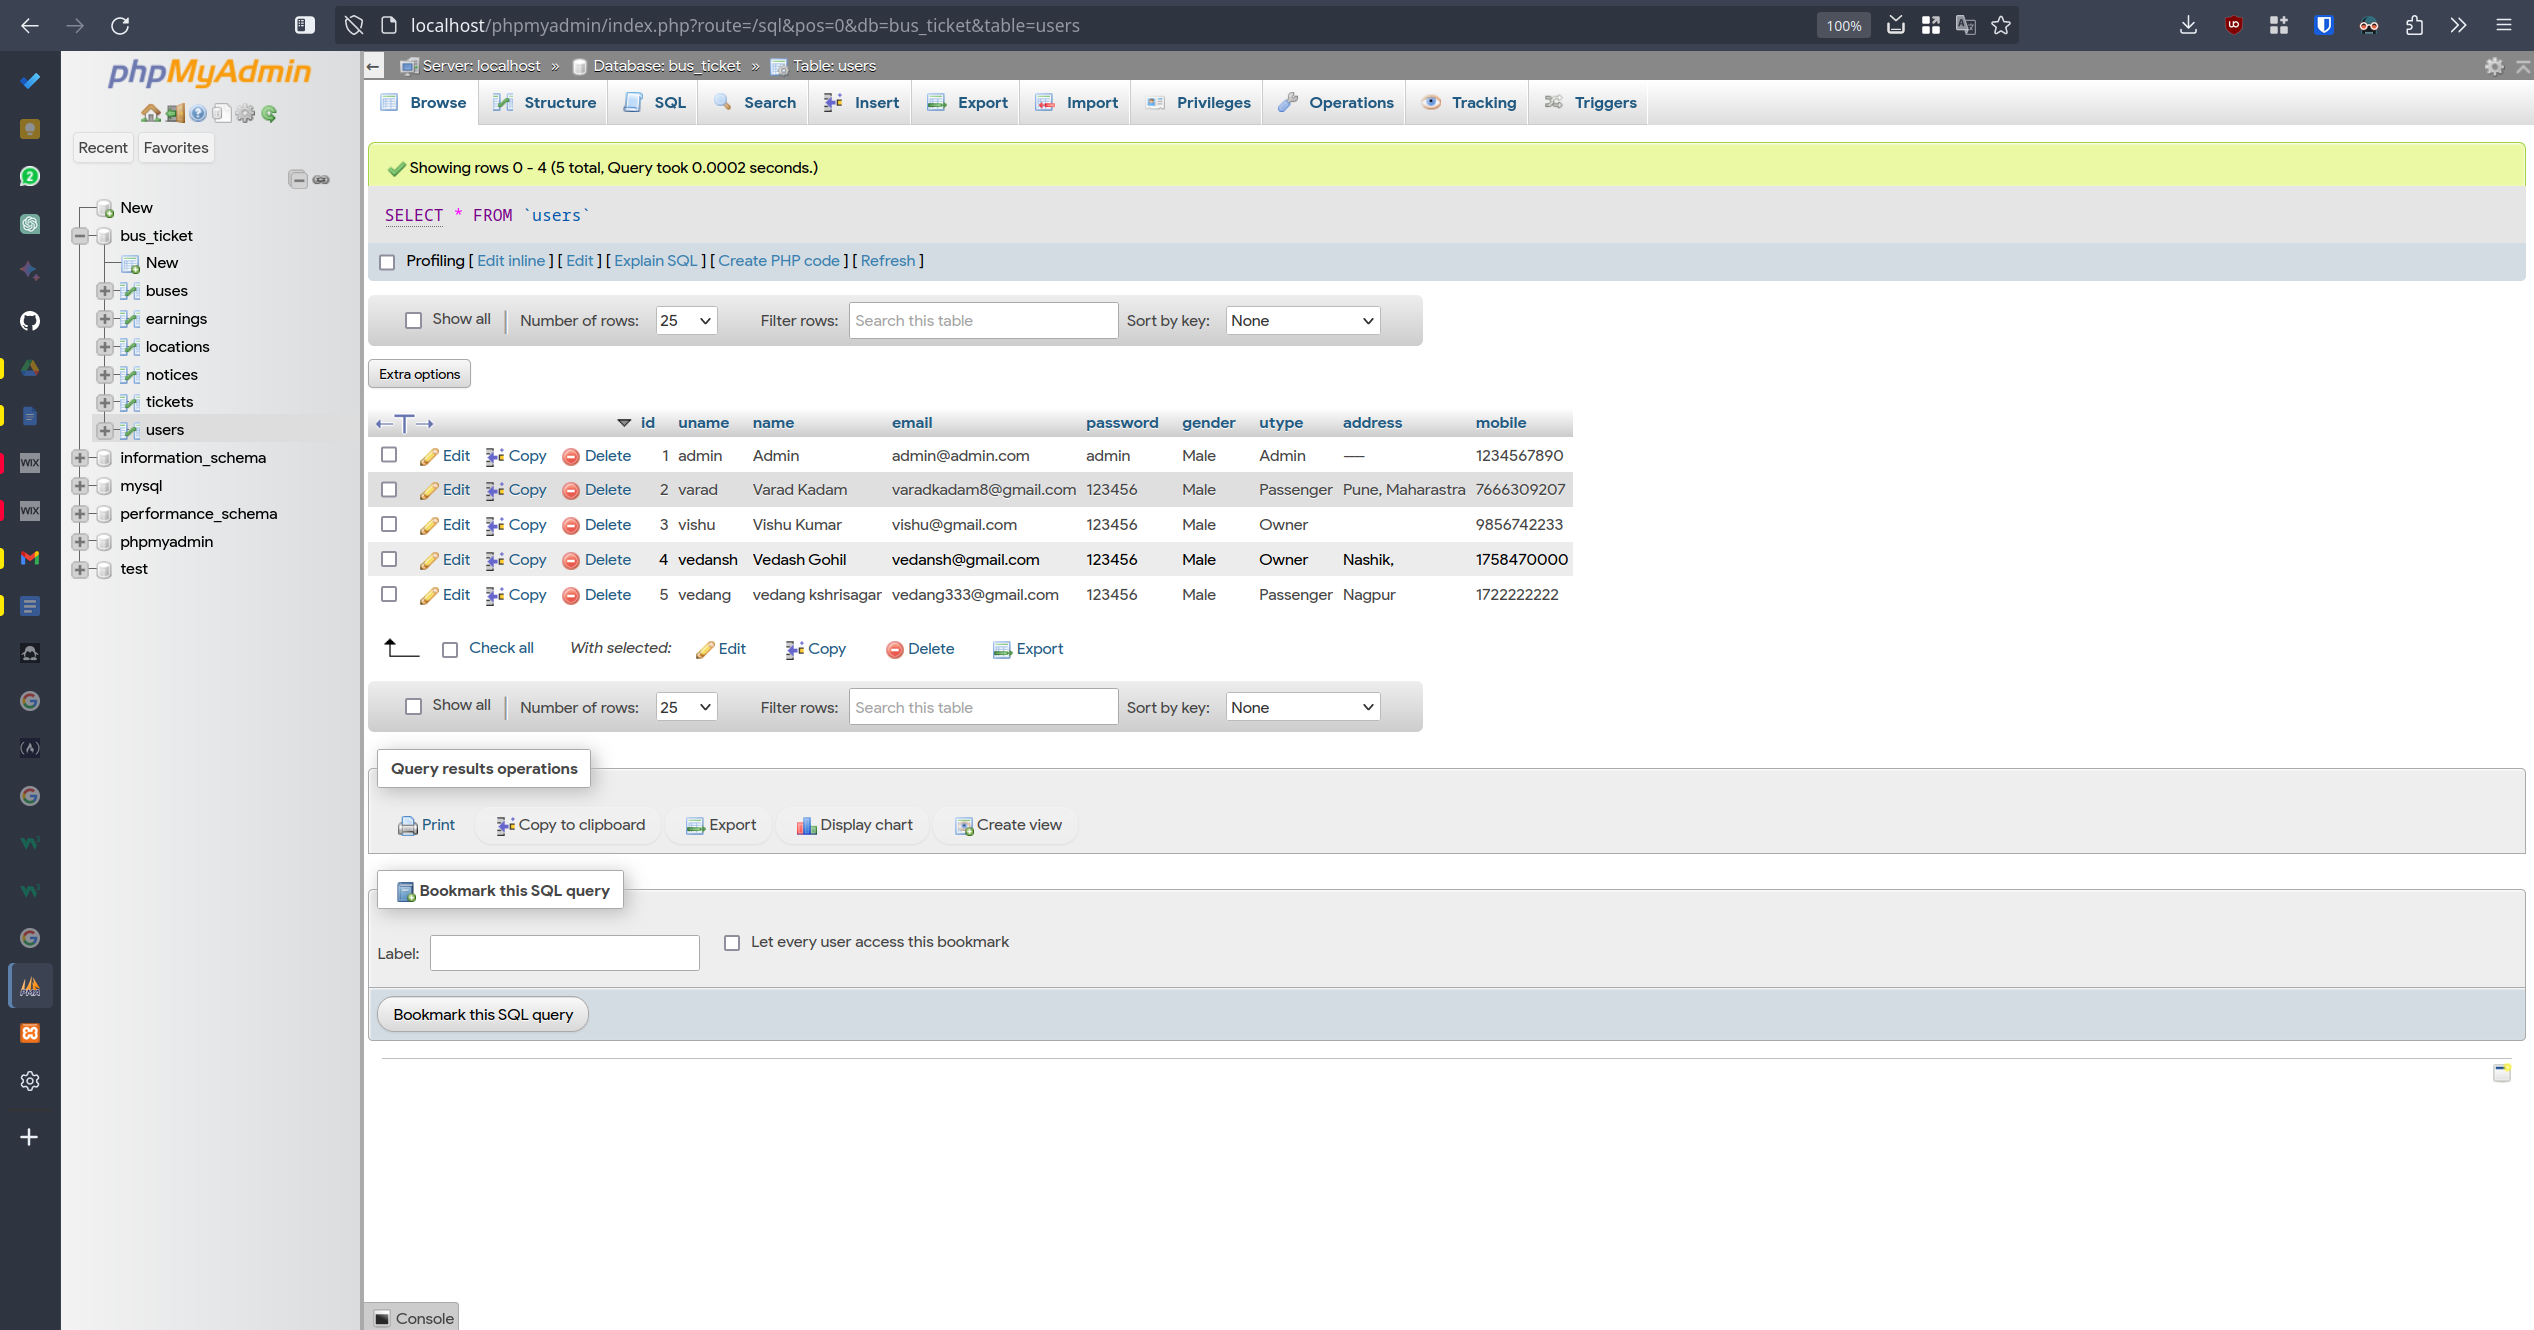 localhost/phpmyadmin/index.php?route=/sql&pos=0&db=bus_ticket&table=users
100%
phpMyAdmin
Recent
Favorites
New
bus_ticket
New
buses
earnings
locations
notices
tickets
users
information_schema
mysql
performance_schema
phpmyadmin
test
Server: localhost » Database: bus_ticket » Table: users
Browse Structure SQL Search Insert Export Import Privileges Operations Tracking Triggers
Showing rows 0 - 4 (5 total, Query took 0.0002 seconds.)
SELECT * FROM `users`
Profiling [ Edit inline ] [ Edit ] [ Explain SQL ] [ Create PHP code ] [ Refresh ]
Show all Number of rows: 25 Filter rows: Search this table Sort by key: None
Extra options
id uname name email password gender utype address mobile
Edit Copy Delete 1 admin Admin admin@admin.com admin Male Admin ---- 1234567890
Edit Copy Delete 2 varad Varad Kadam varadkadam8@gmail.com 123456 Male Passenger Pune, Maharastra 7666309207
Edit Copy Delete 3 vishu Vishu Kumar vishu@gmail.com 123456 Male Owner 9856742233
Edit Copy Delete 4 vedansh Vedash Gohil vedansh@gmail.com 123456 Male Owner Nashik, 1758470000
Edit Copy Delete 5 vedang vedang kshrisagar vedang333@gmail.com 123456 Male Passenger Nagpur 1722222222
Check all With selected: Edit Copy Delete Export
Show all Number of rows: 25 Filter rows: Search this table Sort by key: None
Query results operations
Print Copy to clipboard Export Display chart Create view
Bookmark this SQL query
Label: Let every user access this bookmark
Bookmark this SQL query
Console
2
WIX
WIX
PMA